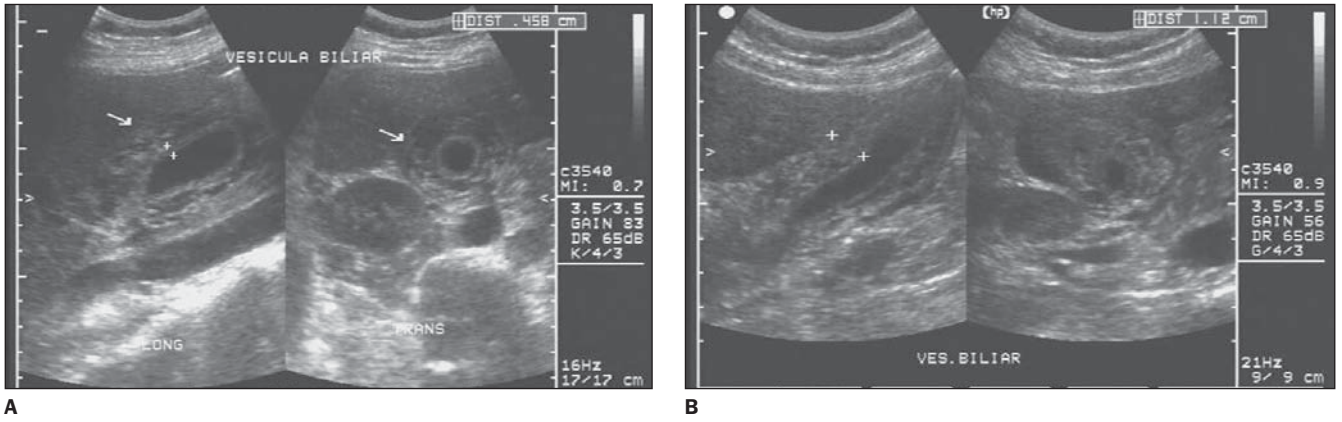 DIST .458 cm
VESICULA BILIAR
c3540
MI: 0.7
3.5/3.5
GAIN 83
DR 65dB
K/4/3
TRANS
LONG
16Hz
17/17 cm
A
(hp)
DIST 1.12 cm
c3540
MI: 0.9
3.5/3.5
GAIN 56
DR 65dB
G/4/3
VES.BILIAR
21Hz
9/ 9 cm
B